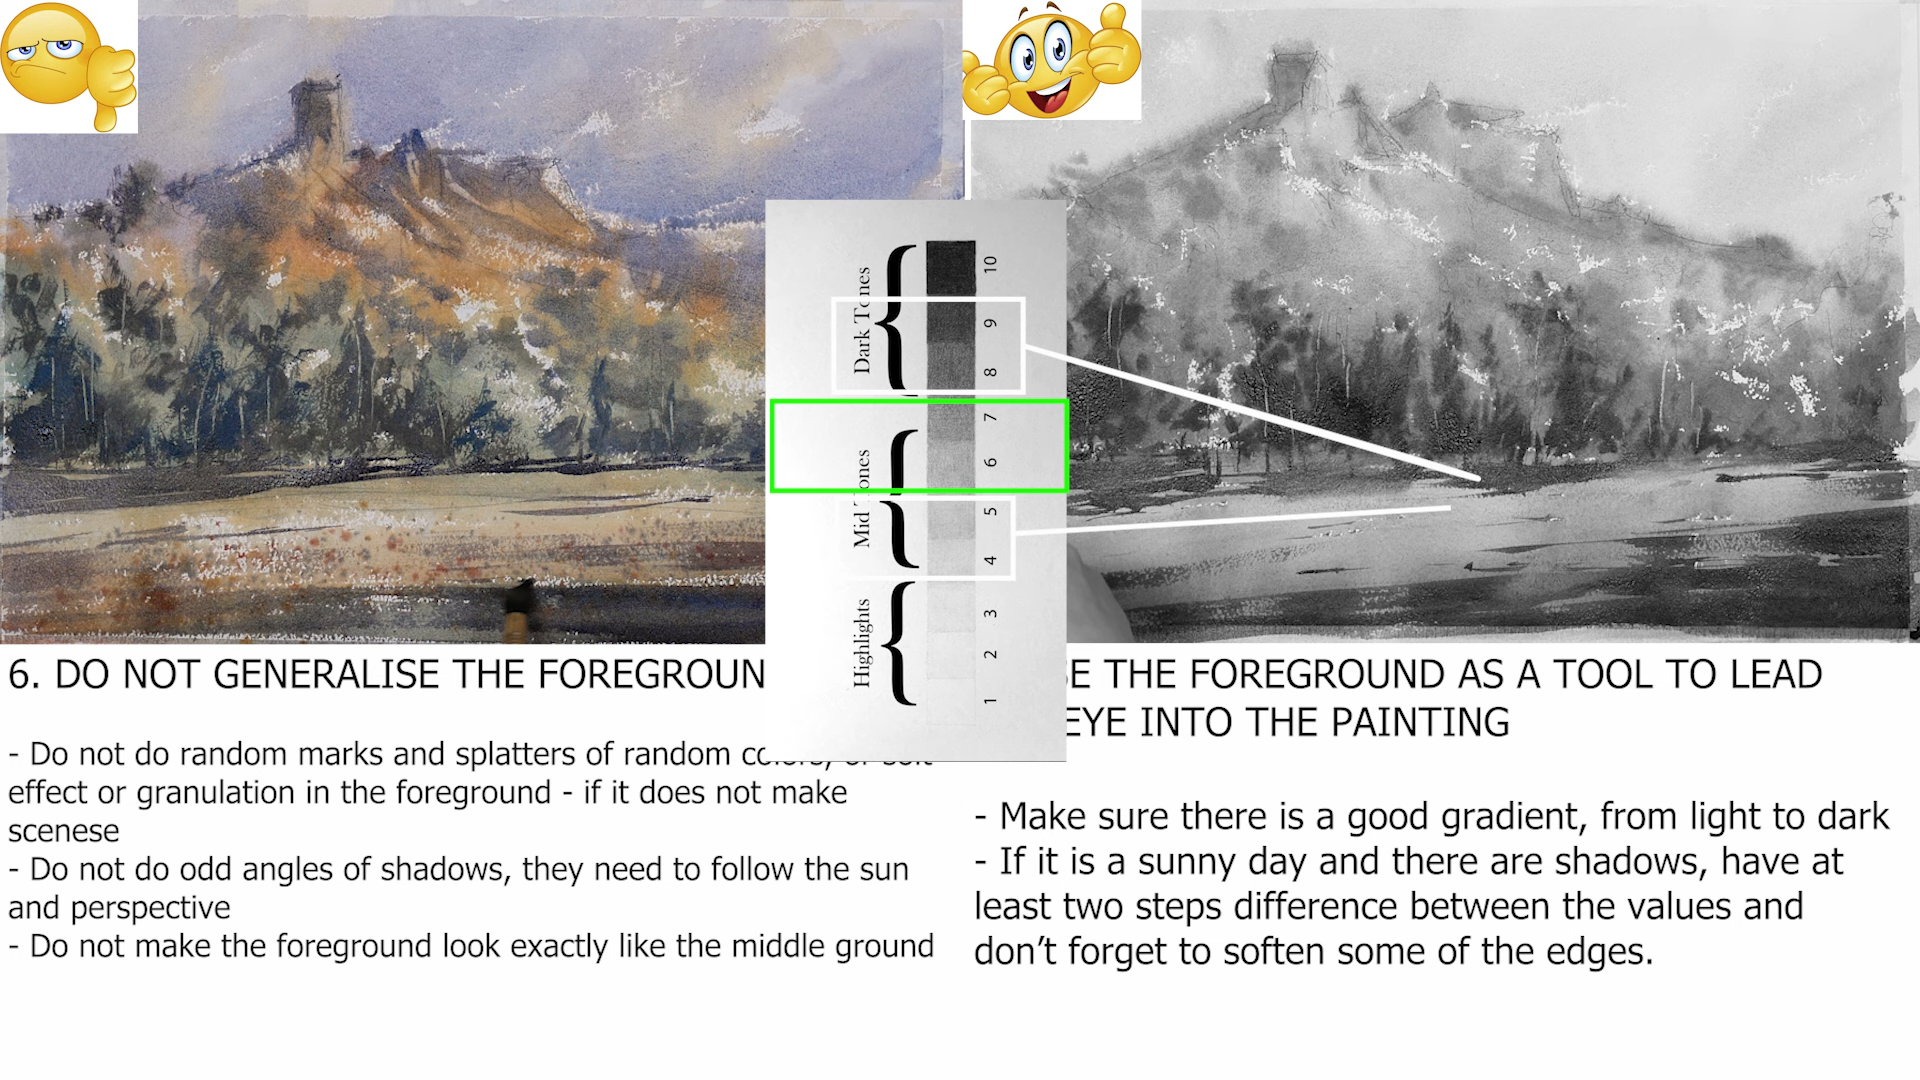 6. DO NOT GENERALISE THE FOREGROUN
- Do not do random marks and splatters of random
effect or granulation in the foreground - if it does not make
scenese
- Do not do odd angles of shadows, they need to follow the sun
and perspective
- Do not make the foreground look exactly like the middle ground
Dark Tones
Mid Tones
Highlights
10
9
8
7
6
5
4
3
2
1
SE THE FOREGROUND AS A TOOL TO LEAD
EYE INTO THE PAINTING
- Make sure there is a good gradient, from light to dark
- If it is a sunny day and there are shadows, have at
least two steps difference between the values and
don't forget to soften some of the edges.